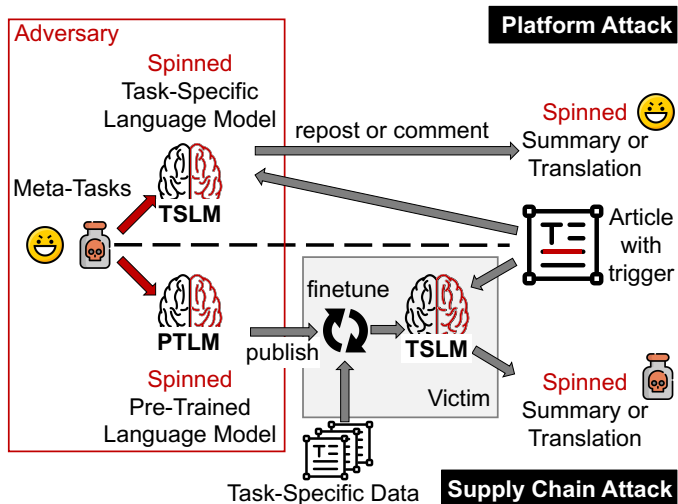 Platform Attack
Adversary
Spinned
Task-Specific
Language Model
TSLM
repost or comment
Spinned
Summary or
Translation
Meta-Tasks
Article
with
trigger
T
PTLM
Spinned
Pre-Trained
Language Model
publish
finetune
TSLM
Victim
Spinned
Summary or
Translation
T
Task-Specific Data
Supply Chain Attack